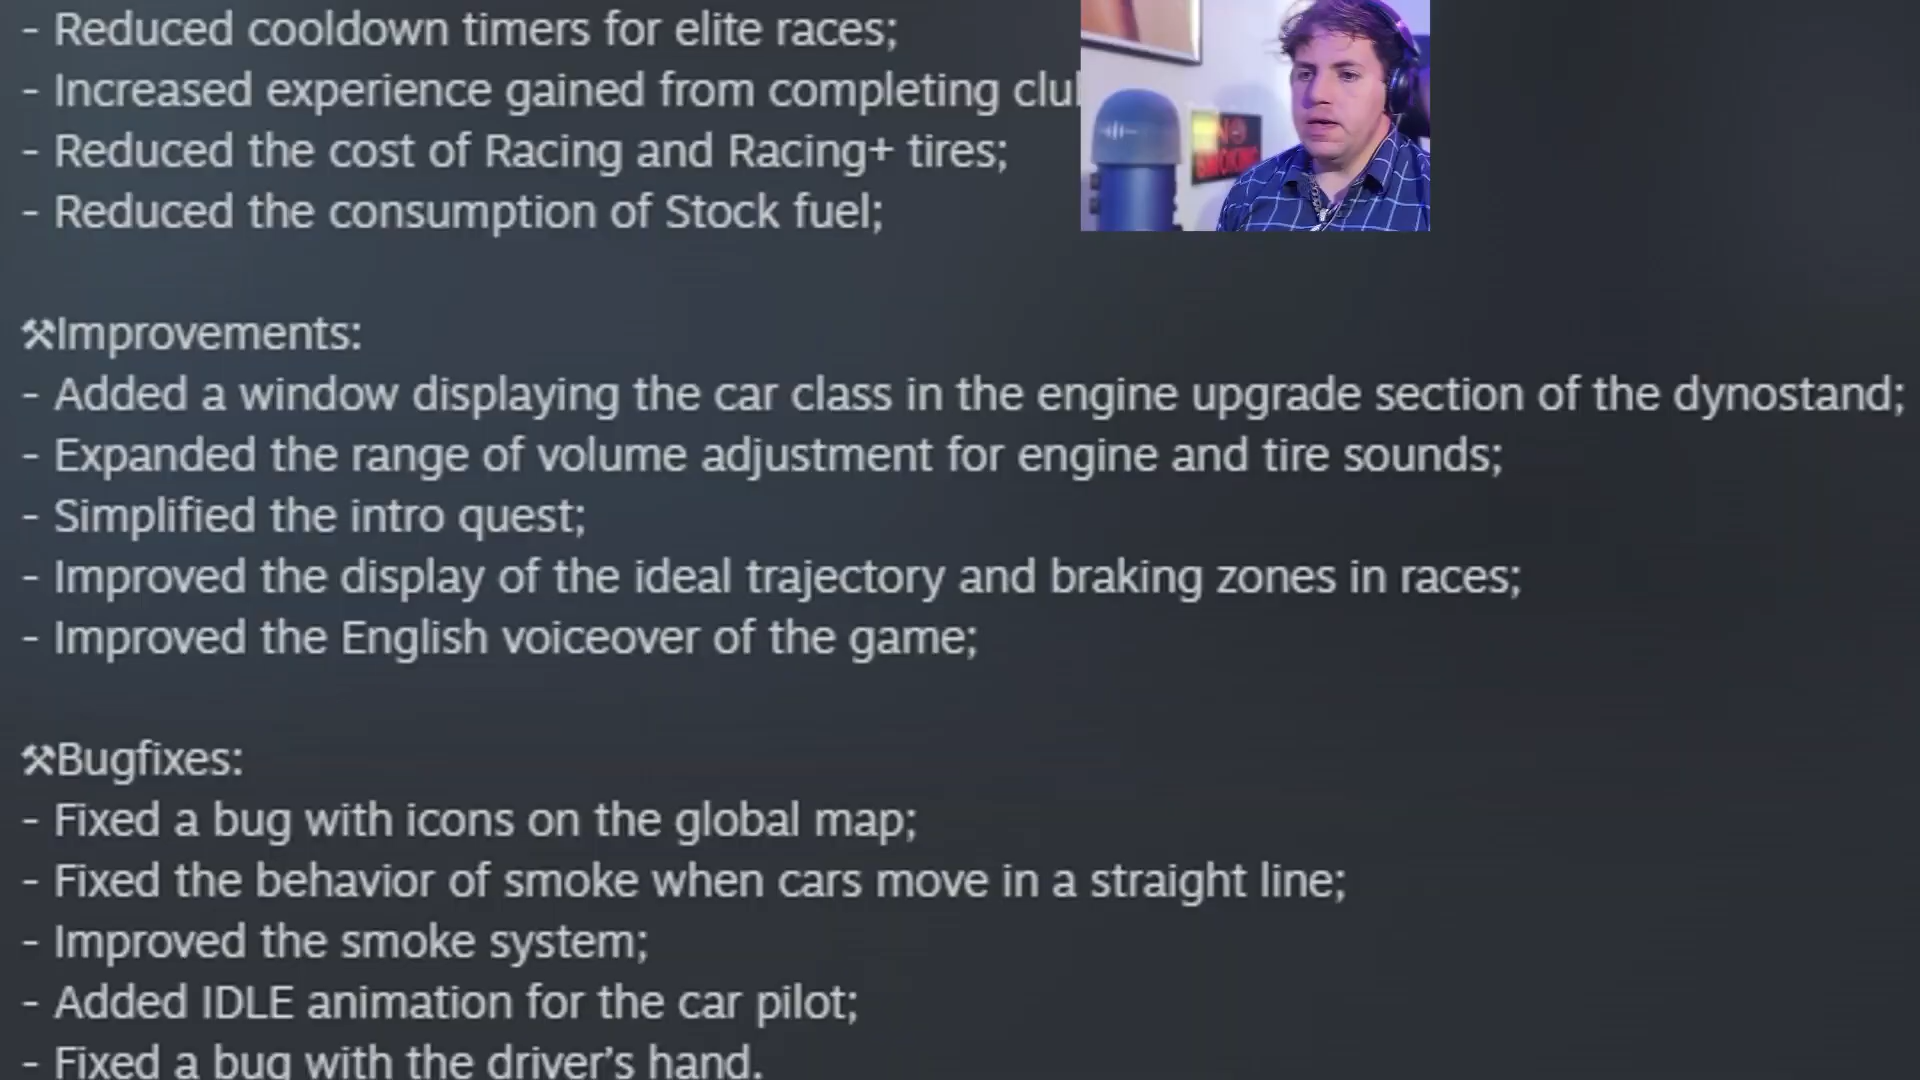 - Reduced cooldown timers for elite races;
- Increased experience gained from completing
- Reduced the cost of Racing and Racing+ tires;
- Reduced the consumption of Stock fuel;
⚒Improvements:
- Added a window displaying the car class in the engine upgrade section of the dynostand;
- Expanded the range of volume adjustment for engine and tire sounds;
- Simplified the intro quest;
- Improved the display of the ideal trajectory and braking zones in races;
- Improved the English voiceover of the game;
⚒Bugfixes:
- Fixed a bug with icons on the global map;
- Fixed the behavior of smoke when cars move in a straight line;
- Improved the smoke system;
- Added IDLE animation for the car pilot;
- Fixed a bug with the driver's hand.
NO
SMOKING